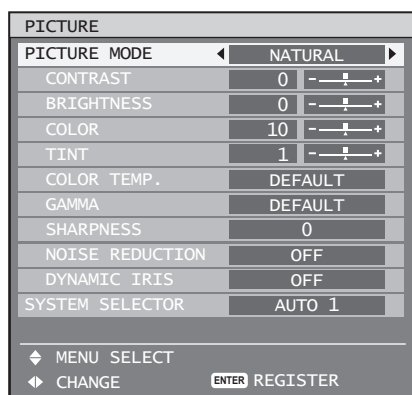 PICTURE
PICTURE MODE NATURAL
CONTRAST 0 - +
BRIGHTNESS 0 - +
COLOR 10 - +
TINT 1 - +
COLOR TEMP. DEFAULT
GAMMA DEFAULT
SHARPNESS 0
NOISE REDUCTION OFF
DYNAMIC IRIS OFF
SYSTEM SELECTOR AUTO 1
MENU SELECT
CHANGE ENTER REGISTER